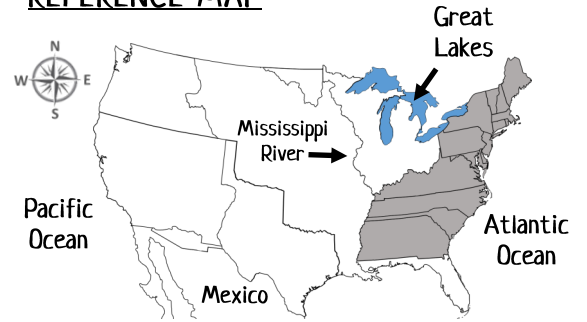 REFERENCE MAP
Great
Lakes
N
W
E
S
Mississippi
River
Pacific
Ocean
Atlantic
Ocean
Mexico